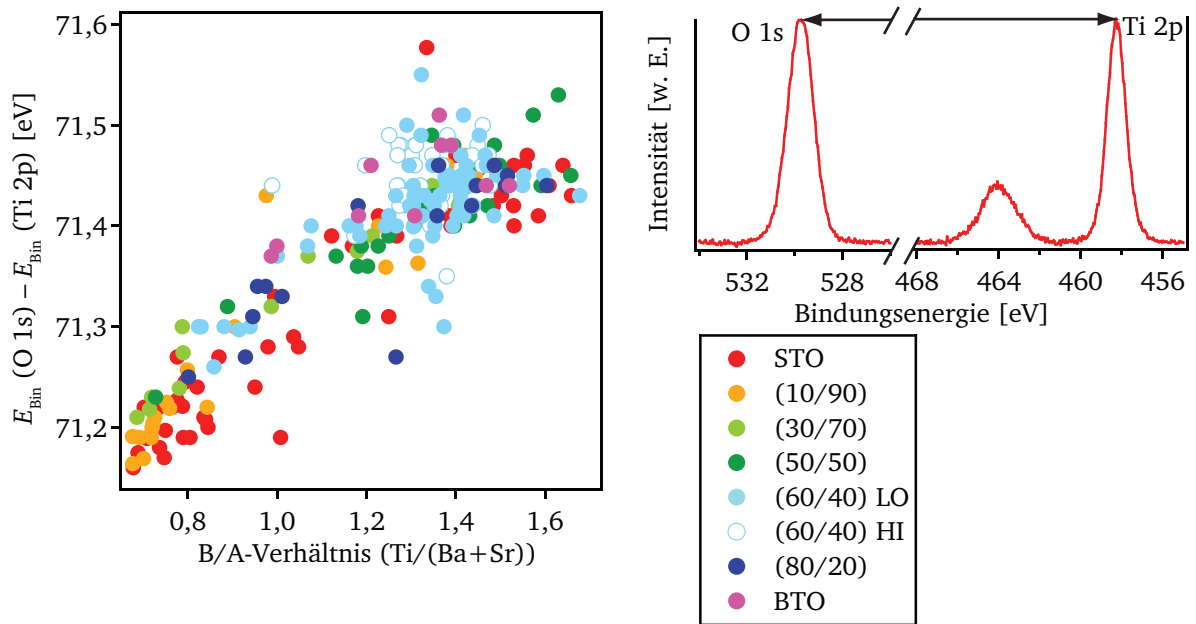 71,6
71,5
71,4
71,3
71,2
E_Bin (O 1s) – E_Bin (Ti 2p) [eV]
0,8 1,0 1,2 1,4 1,6
B/A-Verhältnis (Ti/(Ba+Sr))
O 1s Ti 2p
Intensität [w. E.]
532 528 468 464 460 456
Bindungsenergie [eV]
STO
(10/90)
(30/70)
(50/50)
(60/40) LO
(60/40) HI
(80/20)
BTO